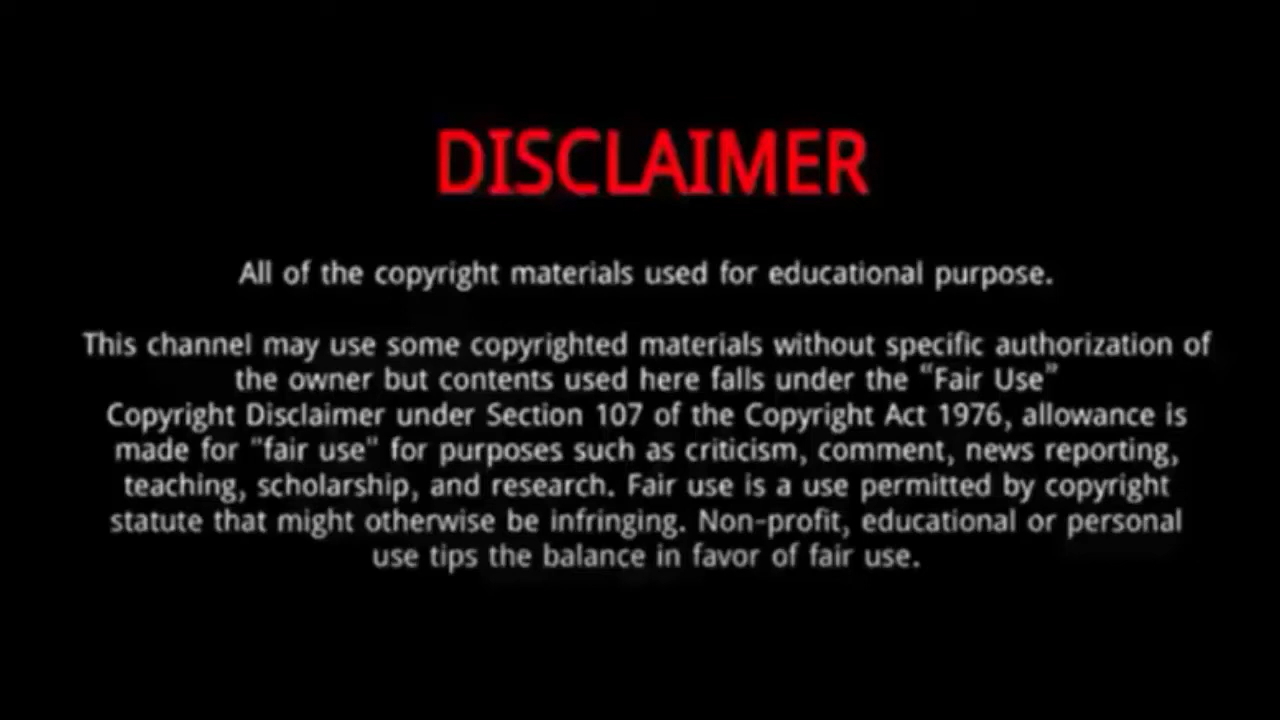 DISCLAIMER
All of the copyright materials used for educational purpose.
This channel may use some copyrighted materials without specific authorization of
the owner but contents used here falls under the “Fair Use”
Copyright Disclaimer under Section 107 of the Copyright Act 1976, allowance is
made for "fair use" for purposes such as criticism, comment, news reporting,
teaching, scholarship, and research. Fair use is a use permitted by copyright
statute that might otherwise be infringing. Non-profit, educational or personal
use tips the balance in favor of fair use.